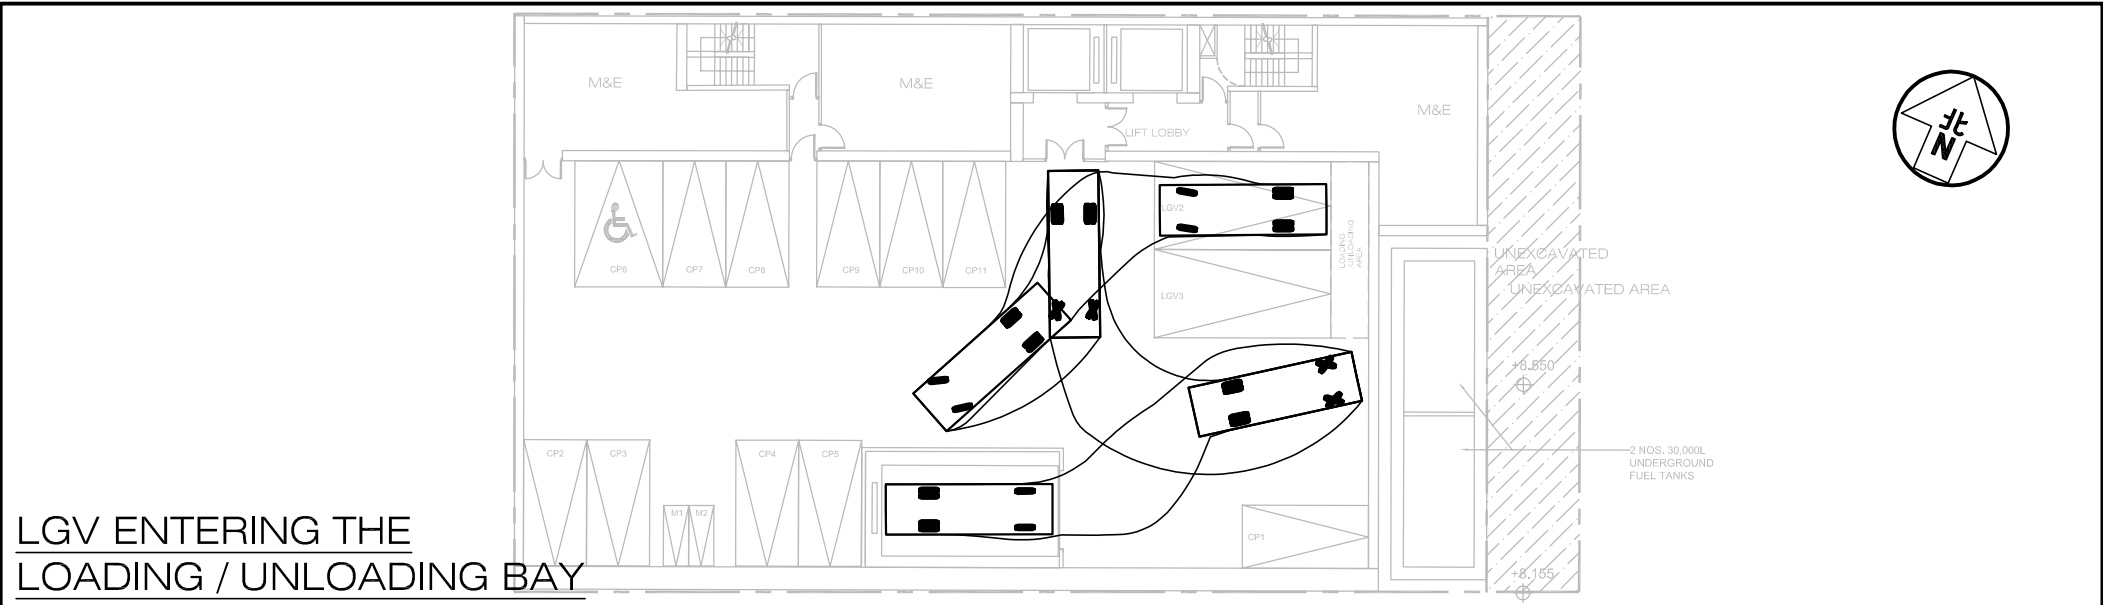 M&E
M&E
M&E
LIFT LOBBY
LGV2
LGV3
LOADING
/UNLOADING
AREA
CP6
CP7
CP8
CP9
CP10
CP11
UNEXCAVATED
AREA
UNEXCAVATED AREA
+8.550
CP2
CP3
CP4
CP5
M1
M2
CP1
2 NOS. 30,000L
UNDERGROUND
FUEL TANKS
+8.155
N
LGV ENTERING THE
LOADING / UNLOADING BAY